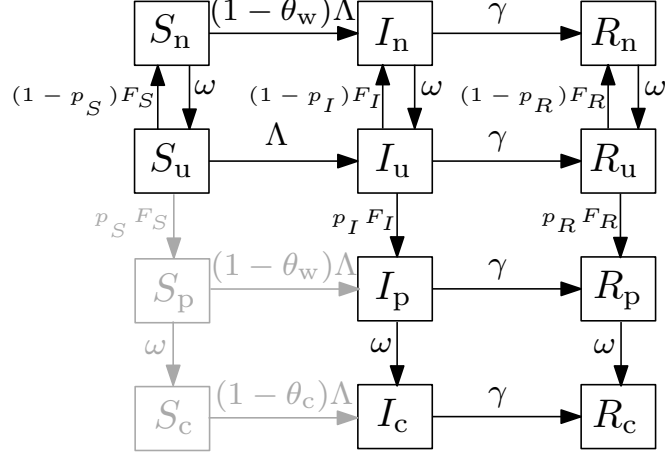 S_n (1 − θ_w)Λ I_n γ R_n
(1 − p_S)F_S ω (1 − p_I)F_I ω (1 − p_R)F_R ω
S_u Λ I_u γ R_u
p_S F_S p_I F_I p_R F_R
S_p (1 − θ_w)Λ I_p γ R_p
ω ω ω
S_c (1 − θ_c)Λ I_c γ R_c